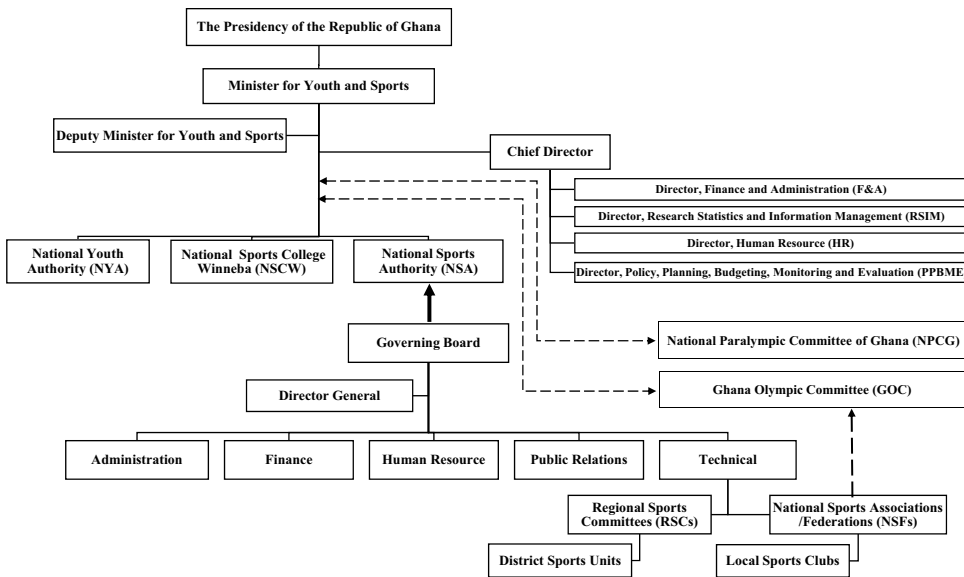 The Presidency of the Republic of Ghana
Minister for Youth and Sports
Deputy Minister for Youth and Sports
Chief Director
Director, Finance and Administration (F&A)
Director, Research Statistics and Information Management (RSIM)
Director, Human Resource (HR)
Director, Policy, Planning, Budgeting, Monitoring and Evaluation (PPBME
National Youth
Authority (NYA)
National Sports College
Winneba (NSCW)
National Sports
Authority (NSA)
Governing Board
National Paralympic Committee of Ghana (NPCG)
Director General
Ghana Olympic Committee (GOC)
Administration
Finance
Human Resource
Public Relations
Technical
Regional Sports
Committees (RSCs)
National Sports Associations
/Federations (NSFs)
District Sports Units
Local Sports Clubs